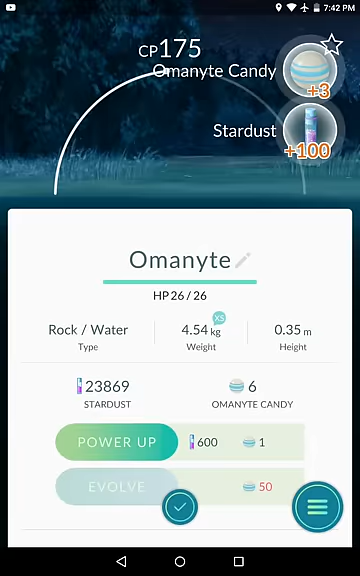 7:42 PM
CP175
Omanyte Candy
+3
Stardust
+100
Omanyte
HP 26 / 26
XS
Rock / Water 4.54 kg 0.35 m
Type Weight Height
23869 6
STARDUST OMANYTE CANDY
POWER UP 600 1
EVOLVE 50